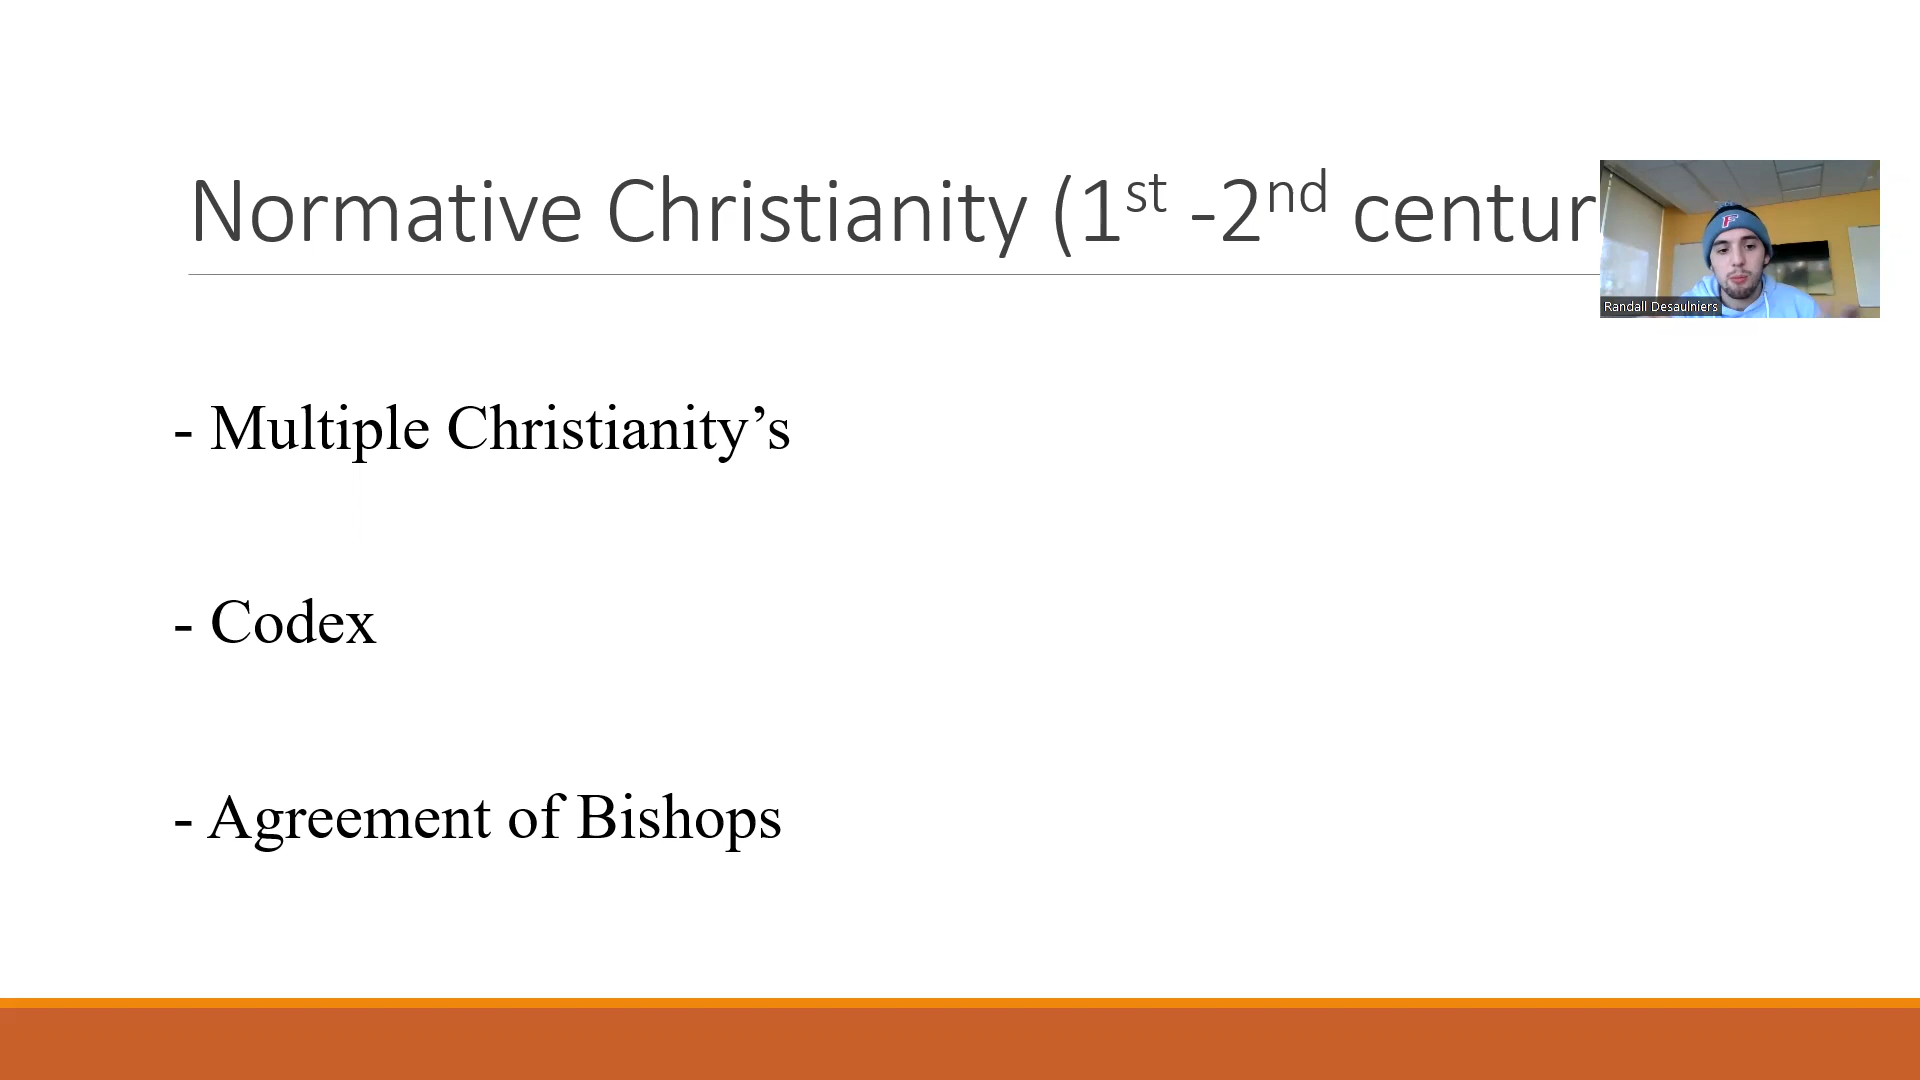 Normative Christianity (1st -2nd centur
F
Randall Desaulniers
- Multiple Christianity’s
- Codex
- Agreement of Bishops